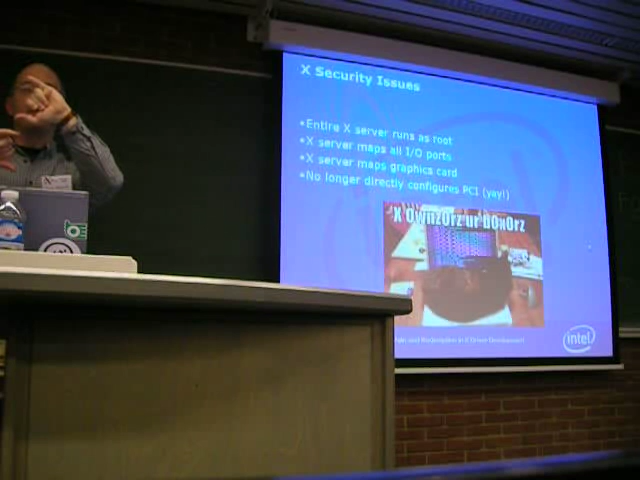 X Security Issues
•Entire X server runs as root
•X server maps all I/O ports
•X server maps graphics card
•No longer directly configures PCI (yay!)
X OwnzOrz ur bOxOrz
intel